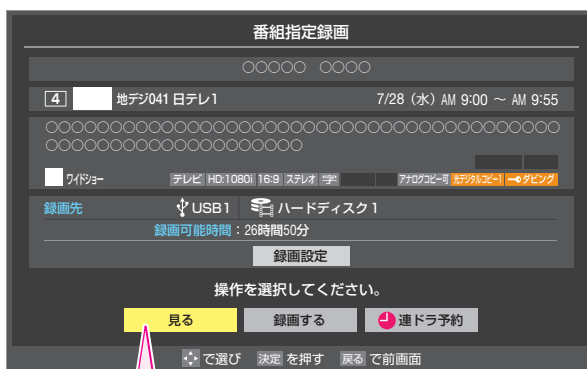 番組指定録画
○○○○○ ○○○○
4 地デジ041 日テレ1 7/28（水）AM 9:00 ～ AM 9:55
○○○○○○○○○○○○○○○○○○○○○○○○○○○○○○○○
○○○○○○○○○○○○○○○○
ワイドショー テレビ HD:1080i 16:9 ステレオ 字 アナログコピー可 光デジタルコピー1 ダビング
録画先 USB1 ハードディスク1
録画可能時間：26時間50分
録画設定
操作を選択してください。
見る 録画する 連ドラ予約
で選び 決定 を押す 戻る で前画面